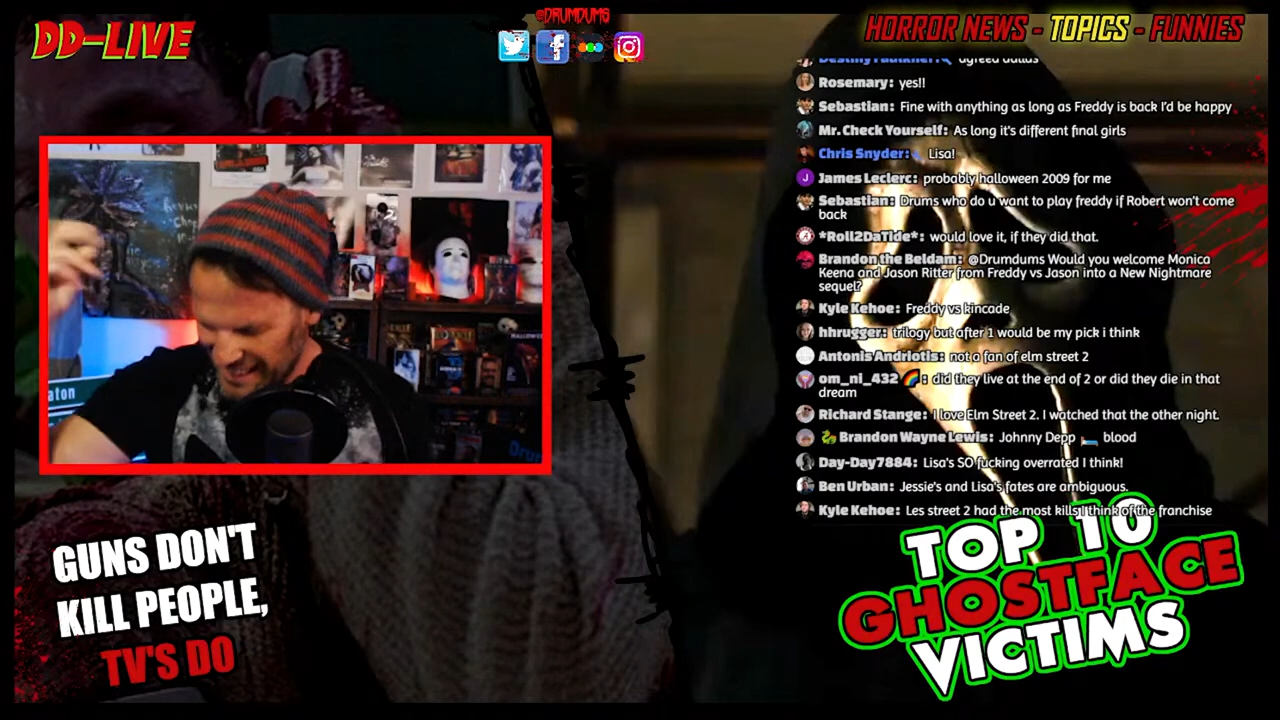 DD-LIVE
@DRUMDUMS
HORROR NEWS - TOPICS - FUNNIES
Destiny Faulkner: agreed dallas
Rosemary: yes!!
Sebastian: Fine with anything as long as Freddy is back I'd be happy
Mr. Check Yourself: As long it's different final girls
Chris Snyder: Lisa!
J James Leclerc: probably halloween 2009 for me
Sebastian: Drums who do u want to play freddy if Robert won't come
back
*Roll2DaTide*: would love it, if they did that.
Brandon the Beldam: @Drumdums Would you welcome Monica
Keena and Jason Ritter from Freddy vs Jason into a New Nightmare
sequel?
Kyle Kehoe: Freddy vs kincade
hhrugger: trilogy but after 1 would be my pick i think
Antonis Andriotis: not a fan of elm street 2
om_ni_432 🌈: did they live at the end of 2 or did they die in that
dream
Richard Stange: I love Elm Street 2. I watched that the other night.
🐉 Brandon Wayne Lewis: Johnny Depp 🛏️ blood
Day-Day7884: Lisa's SO fucking overrated I think!
Ben Urban: Jessie's and Lisa's fates are ambiguous.
Kyle Kehoe: Les street 2 had the most kills I think of the franchise
aton
GUNS DON'T
KILL PEOPLE,
TV'S DO
TOP 10
GHOSTFACE
VICTIMS